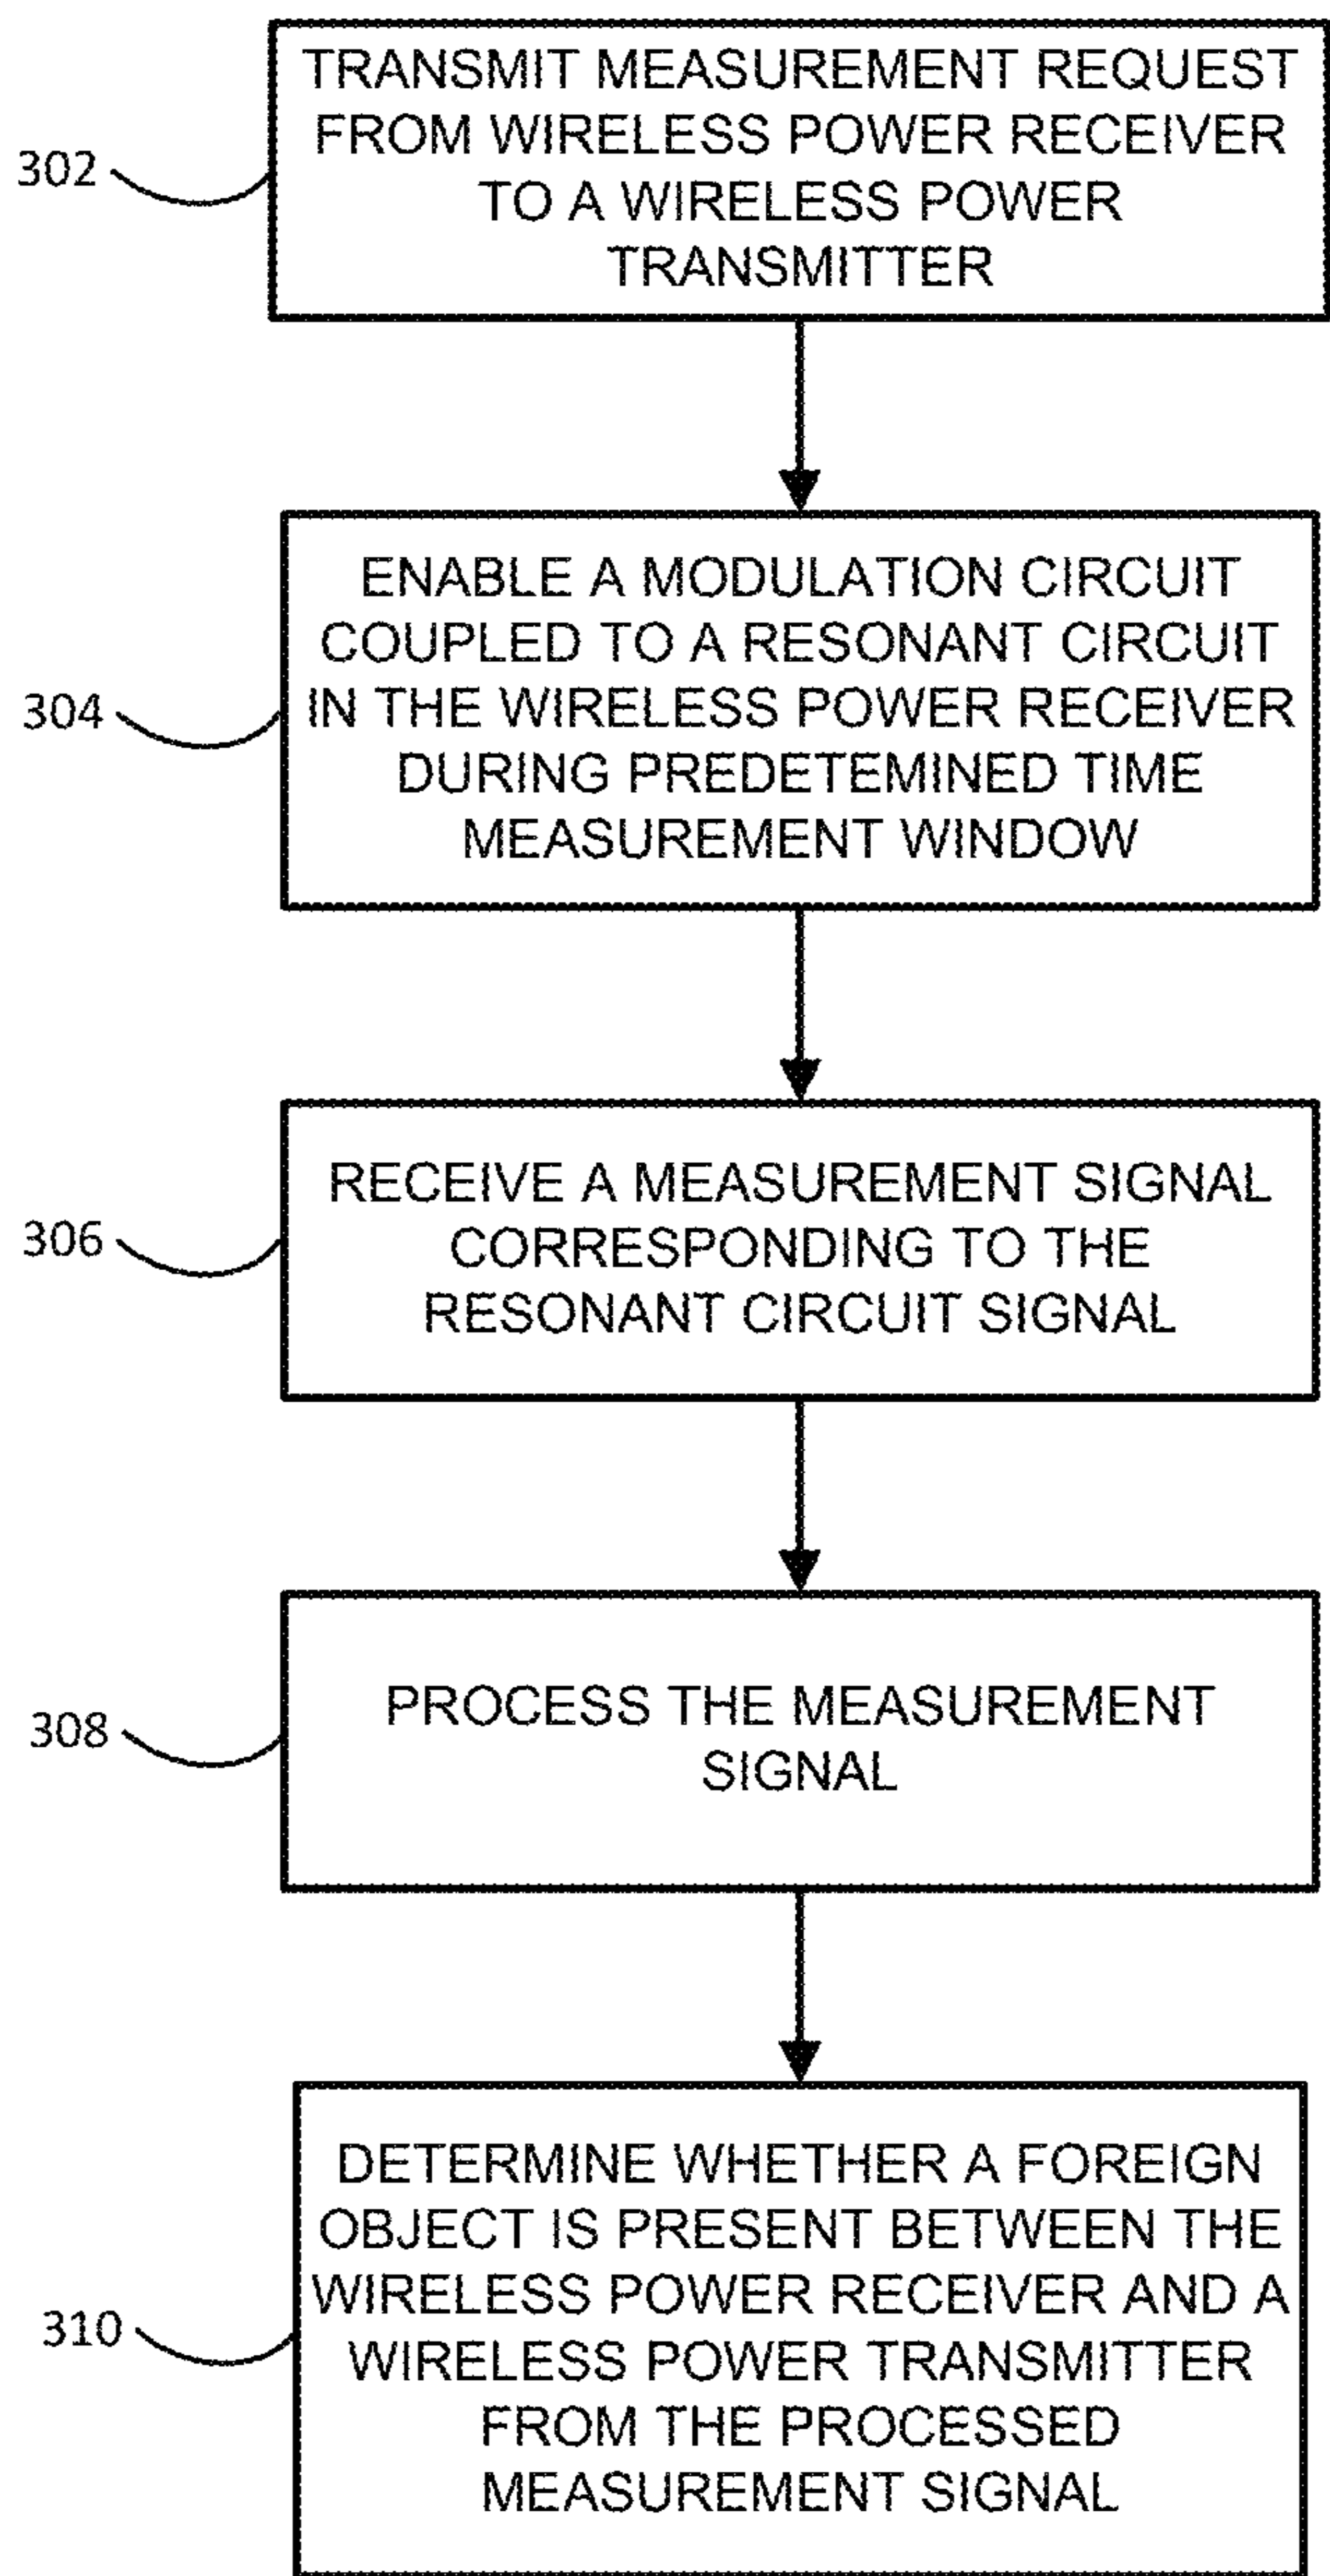 TRANSMIT MEASUREMENT REQUEST
FROM WIRELESS POWER RECEIVER
TO A WIRELESS POWER
TRANSMITTER
302
ENABLE A MODULATION CIRCUIT
COUPLED TO A RESONANT CIRCUIT
IN THE WIRELESS POWER RECEIVER
DURING PREDETEMINED TIME
MEASUREMENT WINDOW
304
RECEIVE A MEASUREMENT SIGNAL
CORRESPONDING TO THE
RESONANT CIRCUIT SIGNAL
306
PROCESS THE MEASUREMENT
SIGNAL
308
DETERMINE WHETHER A FOREIGN
OBJECT IS PRESENT BETWEEN THE
WIRELESS POWER RECEIVER AND A
WIRELESS POWER TRANSMITTER
FROM THE PROCESSED
MEASUREMENT SIGNAL
310